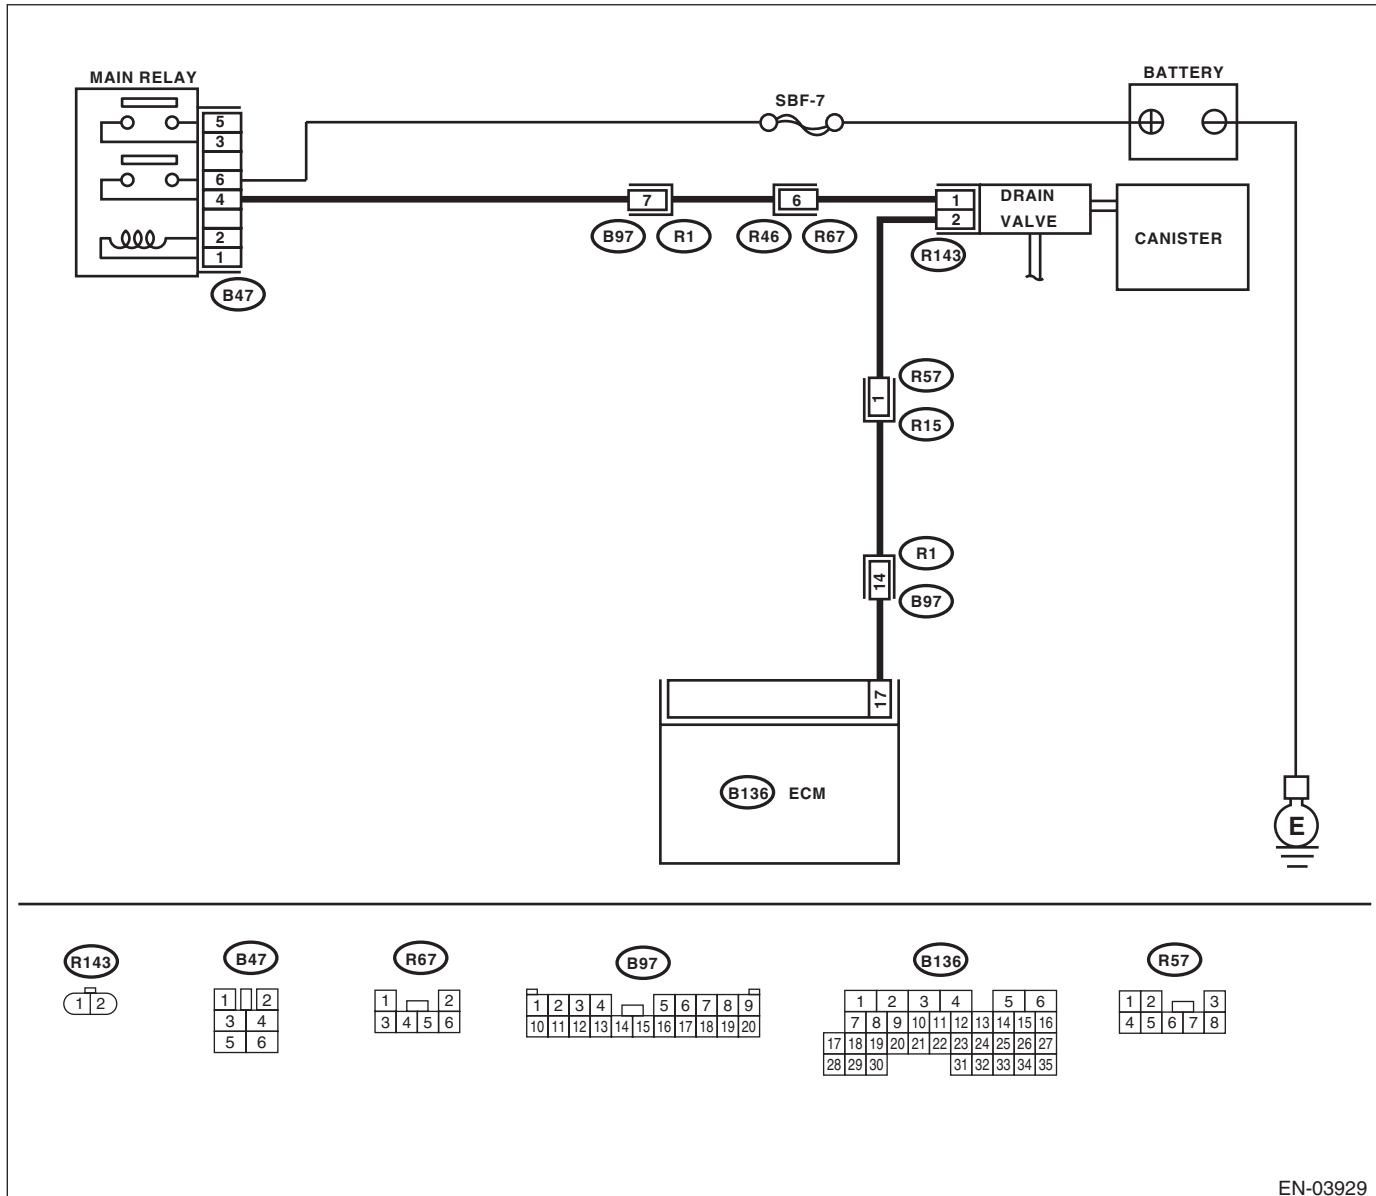 MAIN RELAY
BATTERY
SBF-7
5
3
6
4
2
1
B47
7
B97
R1
6
R46
R67
1
2
R143
DRAIN
VALVE
CANISTER
1
R57
R15
14
R1
B97
17
B136
ECM
E
R143
1 2
B47
1 2
3 4
5 6
R67
1 2
3 4 5 6
B97
1 2 3 4 5 6 7 8 9
10 11 12 13 14 15 16 17 18 19 20
B136
1 2 3 4 5 6
7 8 9 10 11 12 13 14 15 16
17 18 19 20 21 22 23 24 25 26 27
28 29 30 31 32 33 34 35
R57
1 2 3
4 5 6 7 8
EN-03929